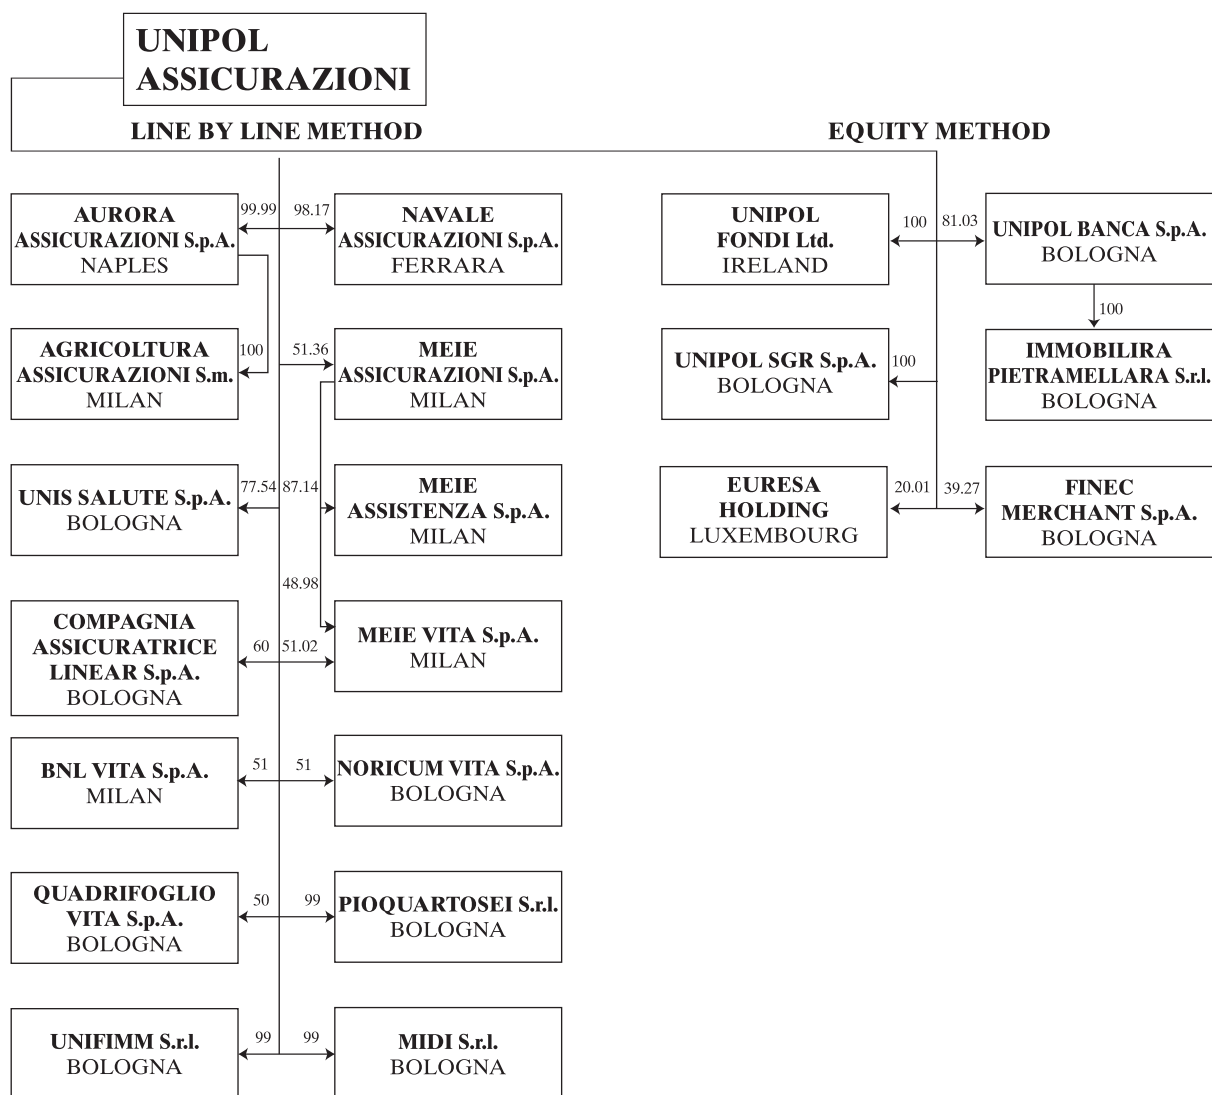 UNIPOL
ASSICURAZIONI
LINE BY LINE METHOD
EQUITY METHOD
AURORA
ASSICURAZIONI S.p.A.
NAPLES
99.99
98.17
NAVALE
ASSICURAZIONI S.p.A.
FERRARA
UNIPOL
FONDI Ltd.
IRELAND
100
81.03
UNIPOL BANCA S.p.A.
BOLOGNA
100
AGRICOLTURA
ASSICURAZIONI S.m.
MILAN
100
51.36
MEIE
ASSICURAZIONI S.p.A.
MILAN
UNIPOL SGR S.p.A.
BOLOGNA
100
IMMOBILIRA
PIETRAMELLARA S.r.l.
BOLOGNA
UNIS SALUTE S.p.A.
BOLOGNA
77.54
87.14
MEIE
ASSISTENZA S.p.A.
MILAN
EURESA
HOLDING
LUXEMBOURG
20.01
39.27
FINEC
MERCHANT S.p.A.
BOLOGNA
48.98
COMPAGNIA
ASSICURATRICE
LINEAR S.p.A.
BOLOGNA
60
51.02
MEIE VITA S.p.A.
MILAN
BNL VITA S.p.A.
MILAN
51
51
NORICUM VITA S.p.A.
BOLOGNA
QUADRIFOGLIO
VITA S.p.A.
BOLOGNA
50
99
PIOQUARTOSEI S.r.l.
BOLOGNA
UNIFIMM S.r.l.
BOLOGNA
99
99
MIDI S.r.l.
BOLOGNA